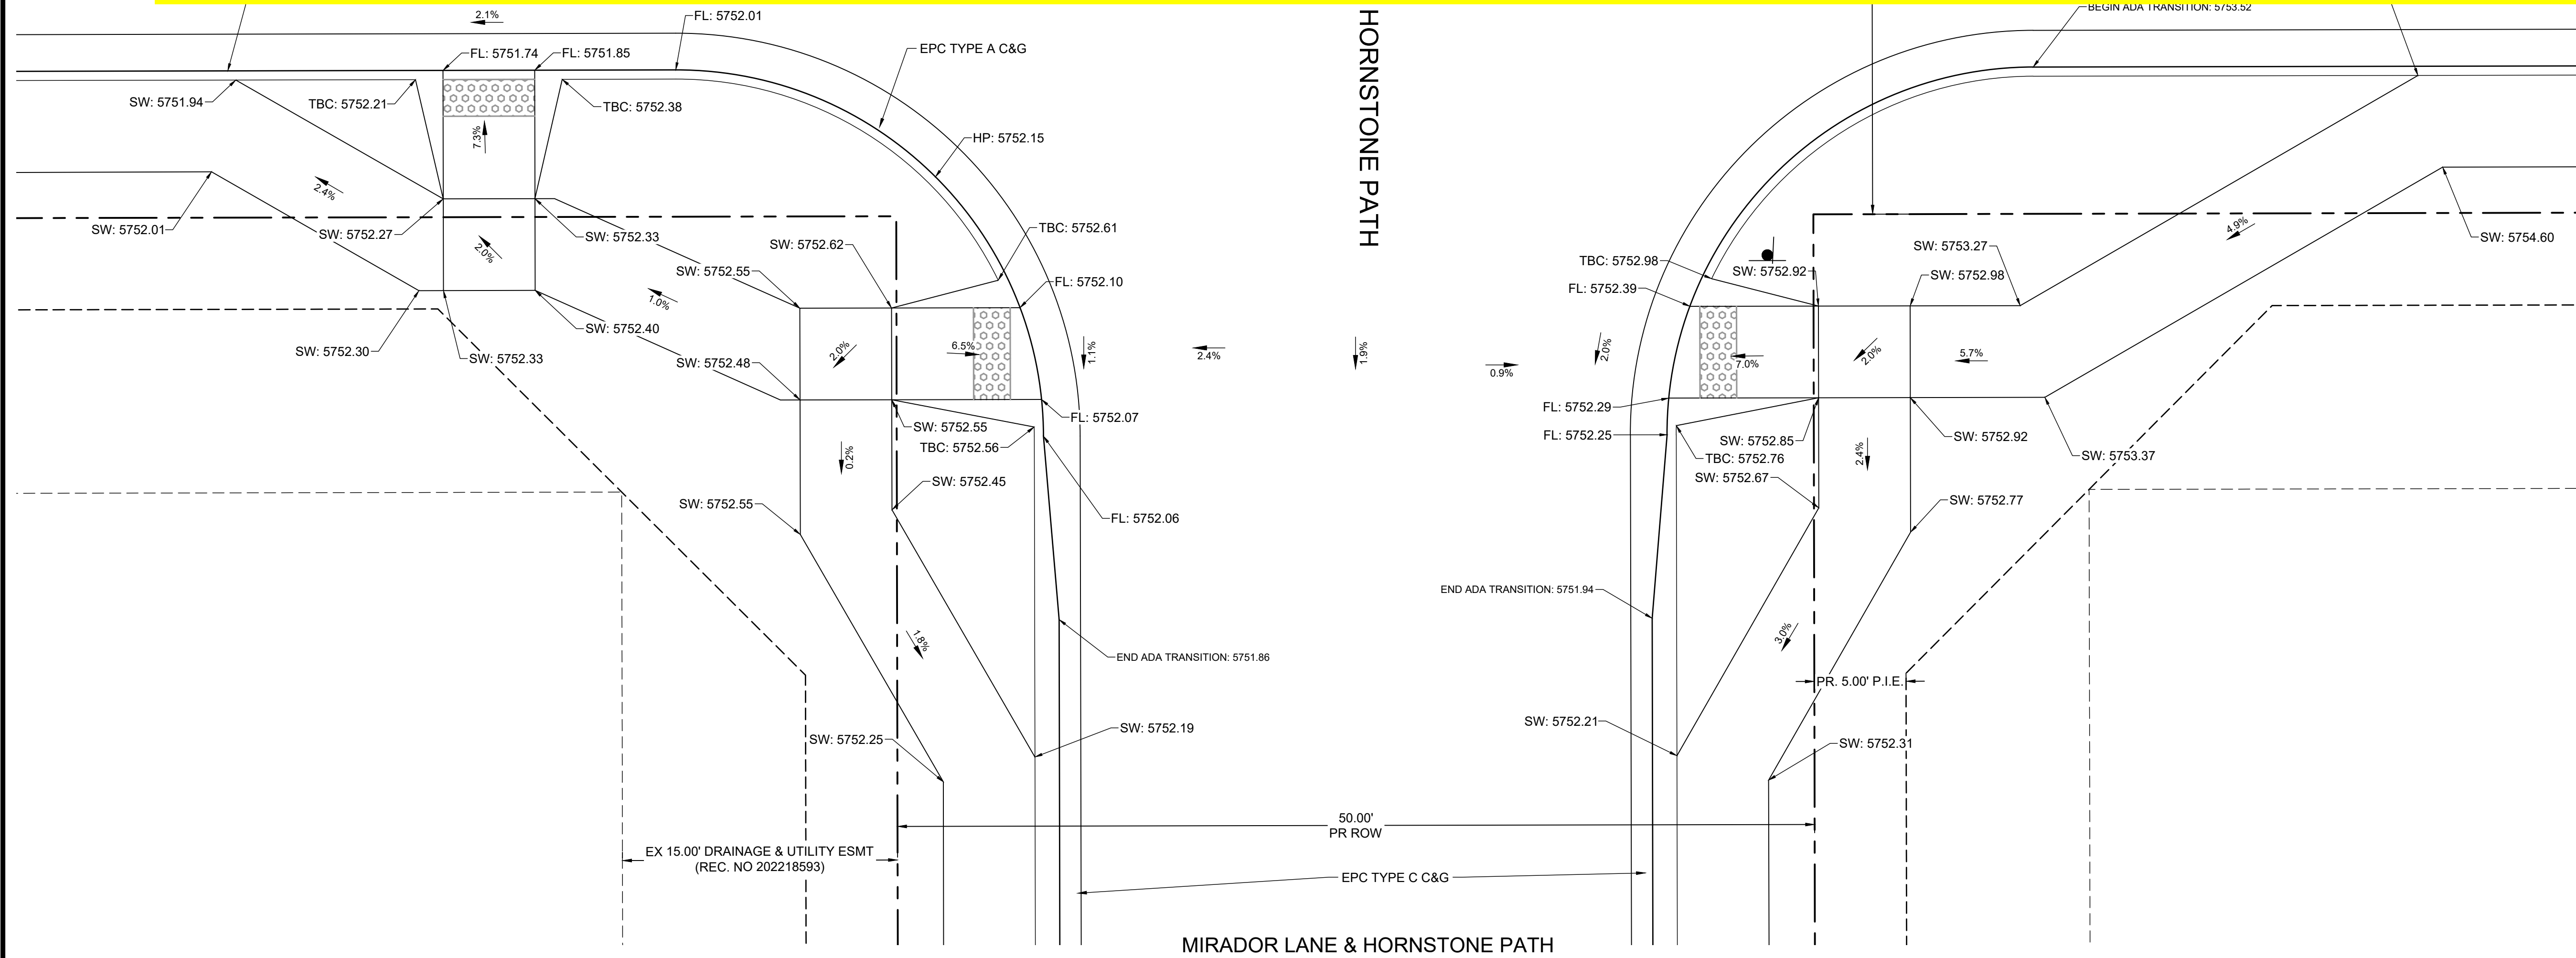 2.1%
FL: 5752.01
BEGIN ADA TRANSITION: 5753.52
FL: 5751.74
FL: 5751.85
EPC TYPE A C&G
SW: 5751.94
TBC: 5752.21
TBC: 5752.38
7.3%
HP: 5752.15
HORNSTONE PATH
2.4%
SW: 5752.01
SW: 5752.27
SW: 5752.33
2.0%
SW: 5752.62
TBC: 5752.61
SW: 5752.55
FL: 5752.10
1.0%
SW: 5752.40
SW: 5752.30
SW: 5752.33
SW: 5752.48
2.0%
6.5%
1.1%
2.4%
1.9%
0.9%
2.0%
FL: 5752.07
SW: 5752.55
TBC: 5752.56
0.2%
SW: 5752.45
SW: 5752.55
FL: 5752.06
1.8%
END ADA TRANSITION: 5751.86
SW: 5752.19
SW: 5752.25
TBC: 5752.98
SW: 5752.92
FL: 5752.39
SW: 5753.27
SW: 5752.98
4.9%
SW: 5754.60
7.0%
2.0%
5.7%
FL: 5752.29
FL: 5752.25
SW: 5752.85
TBC: 5752.76
SW: 5752.67
2.4%
SW: 5752.92
SW: 5753.37
SW: 5752.77
END ADA TRANSITION: 5751.94
3.0%
PR. 5.00' P.I.E.
SW: 5752.21
SW: 5752.31
50.00'
PR ROW
EX 15.00' DRAINAGE & UTILITY ESMT
(REC. NO 202218593)
EPC TYPE C C&G
MIRADOR LANE & HORNSTONE PATH